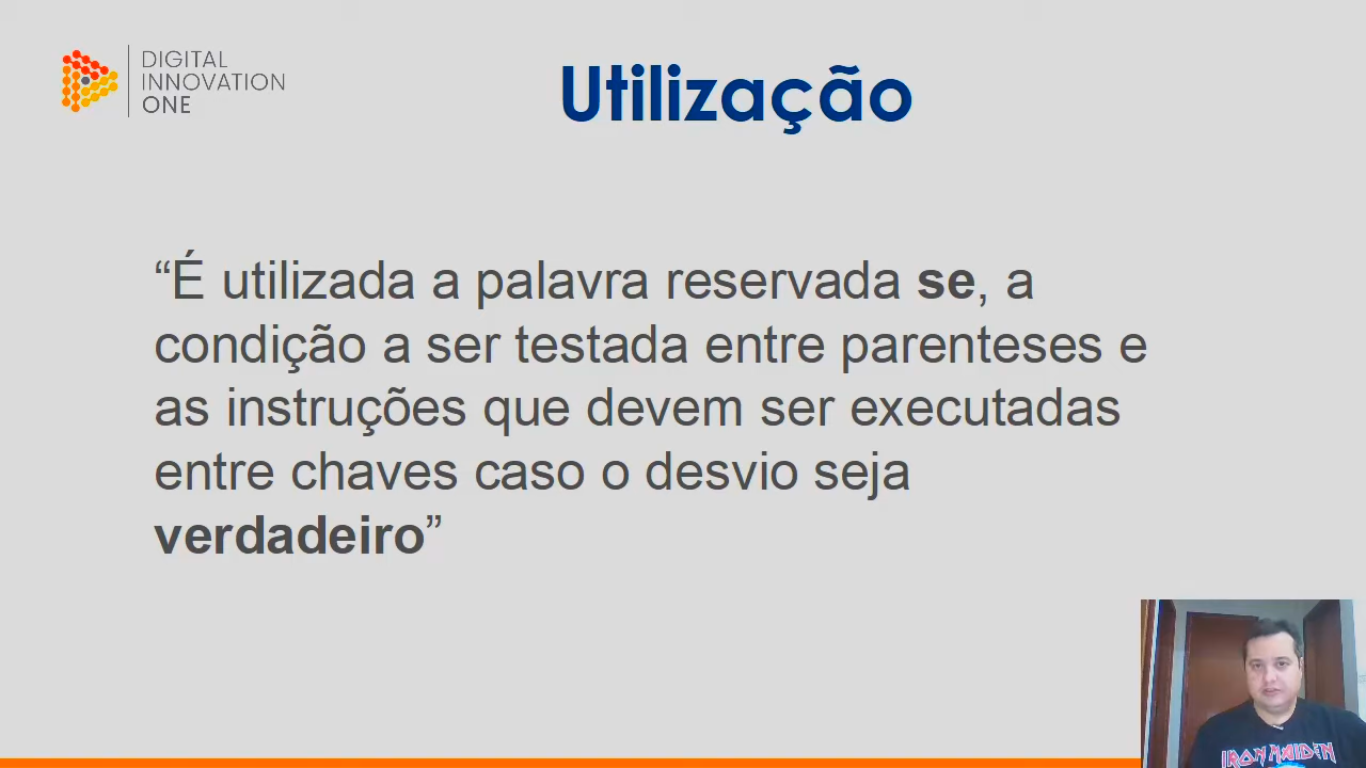 DIGITAL
INNOVATION
ONE
Utilização
“É utilizada a palavra reservada se, a
condição a ser testada entre parenteses e
as instruções que devem ser executadas
entre chaves caso o desvio seja
verdadeiro”
IRON MAIDEN